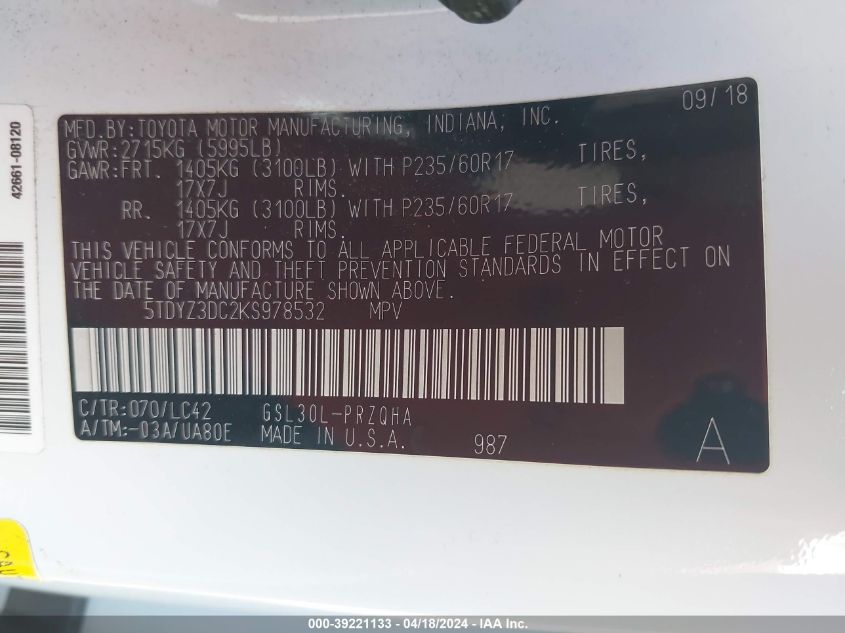 09/18
MFD.BY:TOYOTA MOTOR MANUFACTURING, INDIANA, INC.
GVWR:2715KG (5995LB)
GAWR:FRT. 1405KG (3100LB) WITH P235/60R17 TIRES,
17X7J RIMS.
RR. 1405KG (3100LB) WITH P235/60R17 TIRES,
17X7J RIMS.
THIS VEHICLE CONFORMS TO ALL APPLICABLE FEDERAL MOTOR
VEHICLE SAFETY AND THEFT PREVENTION STANDARDS IN EFFECT ON
THE DATE OF MANUFACTURE SHOWN ABOVE.
5TDYZ3DC2KS978532 MPV
C/TR:070/LC42 GSL30L-PRZQHA
A/TM:-03A/UA80E MADE IN U.S.A. 987 A
42661-08120
CAU
000-39221133 - 04/18/2024 - IAA, Inc.